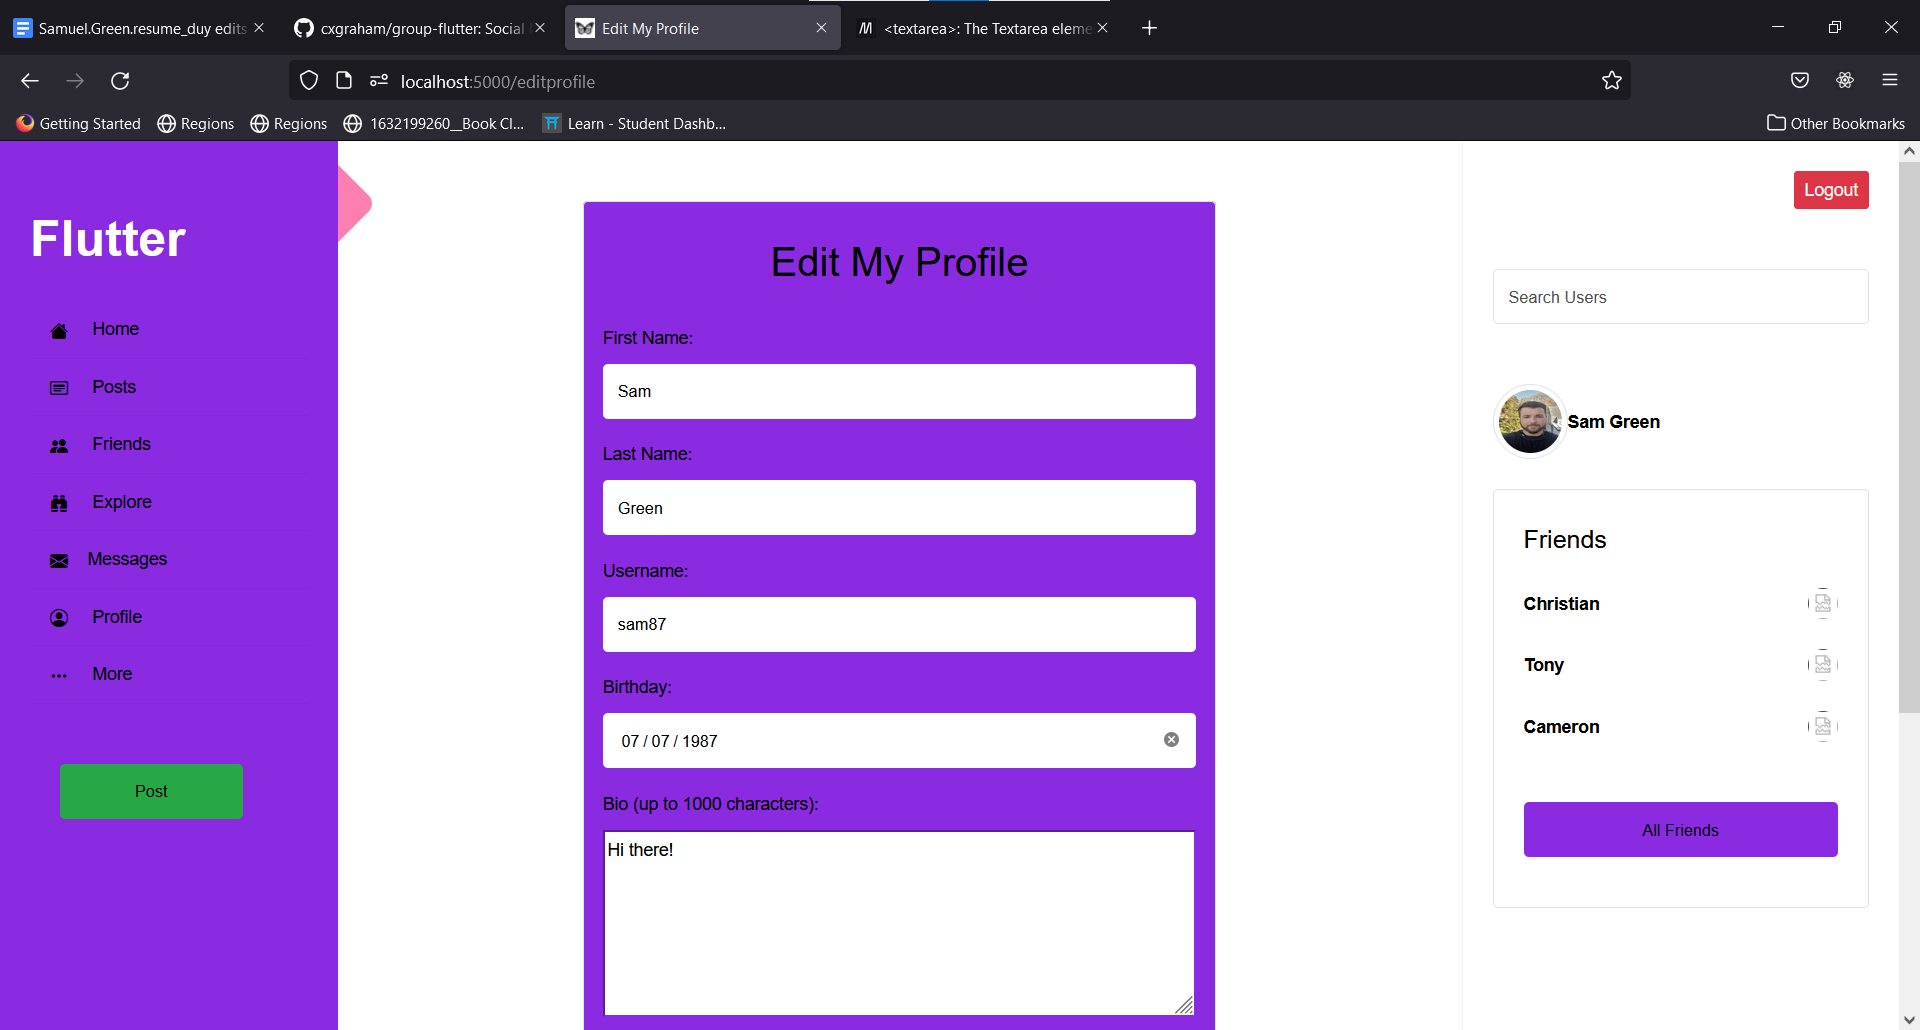 Samuel.Green.resume_duy edits
cxgraham/group-flutter: Social
Edit My Profile
<textarea>: The Textarea eleme
localhost:5000/editprofile
Getting Started
Regions
Regions
1632199260__Book Cl...
Learn - Student Dashb...
Other Bookmarks
Flutter
Home
Posts
Friends
Explore
Messages
Profile
More
Post
Edit My Profile
First Name:
Sam
Last Name:
Green
Username:
sam87
Birthday:
07 / 07 / 1987
Bio (up to 1000 characters):
Hi there!
Logout
Search Users
Sam Green
Friends
Christian
Tony
Cameron
All Friends